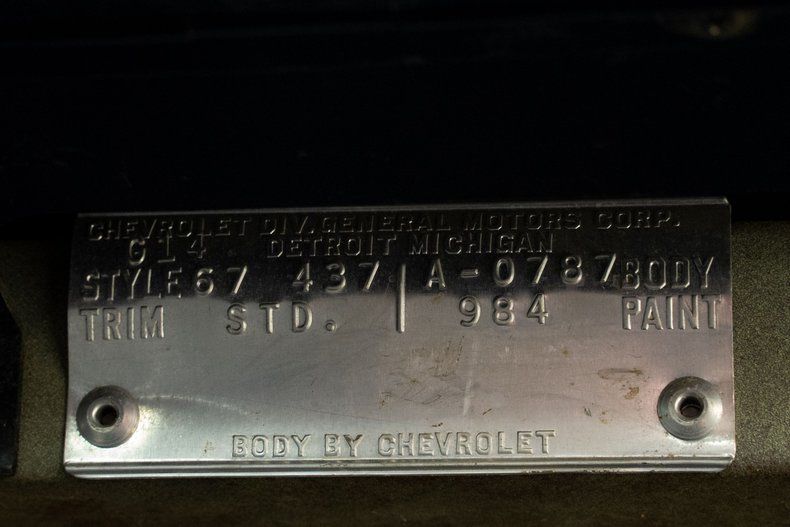 CHEVROLET DIV. GENERAL MOTORS CORP.
G14 DETROIT MICHIGAN
STYLE 67 437 | A-0787 BODY
TRIM STD. | 984 PAINT
BODY BY CHEVROLET